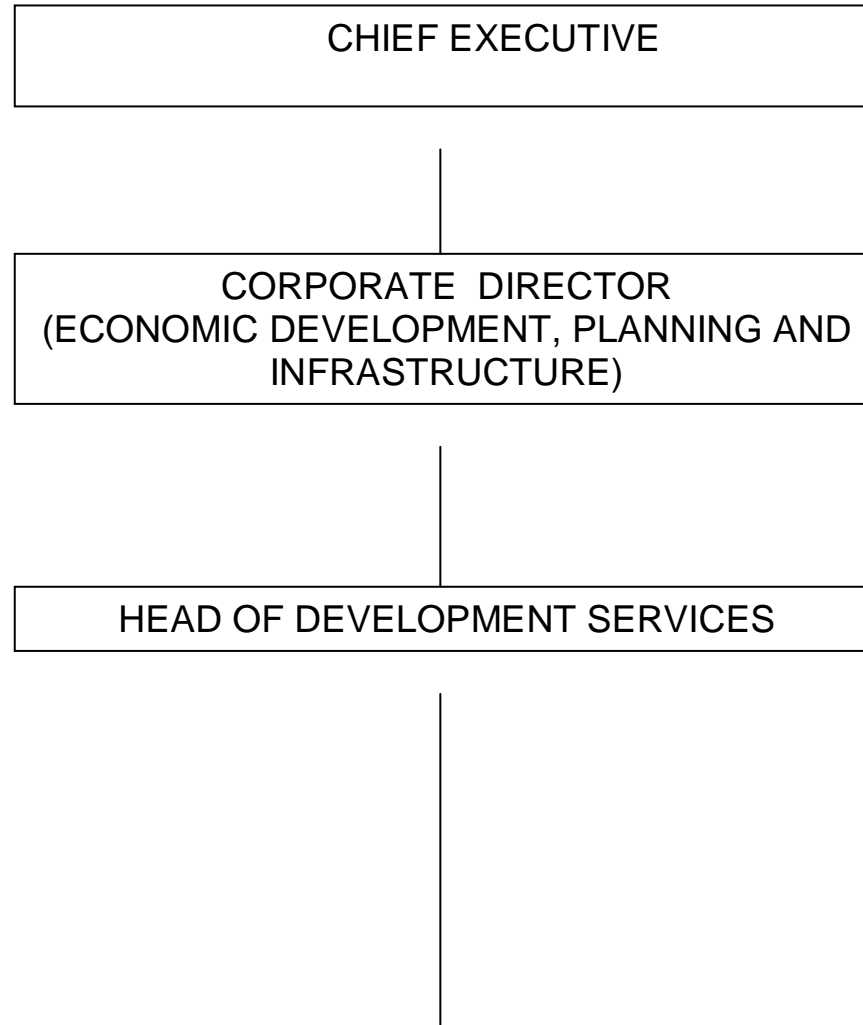 CHIEF EXECUTIVE
CORPORATE DIRECTOR
(ECONOMIC DEVELOPMENT, PLANNING AND
INFRASTRUCTURE)
HEAD OF DEVELOPMENT SERVICES